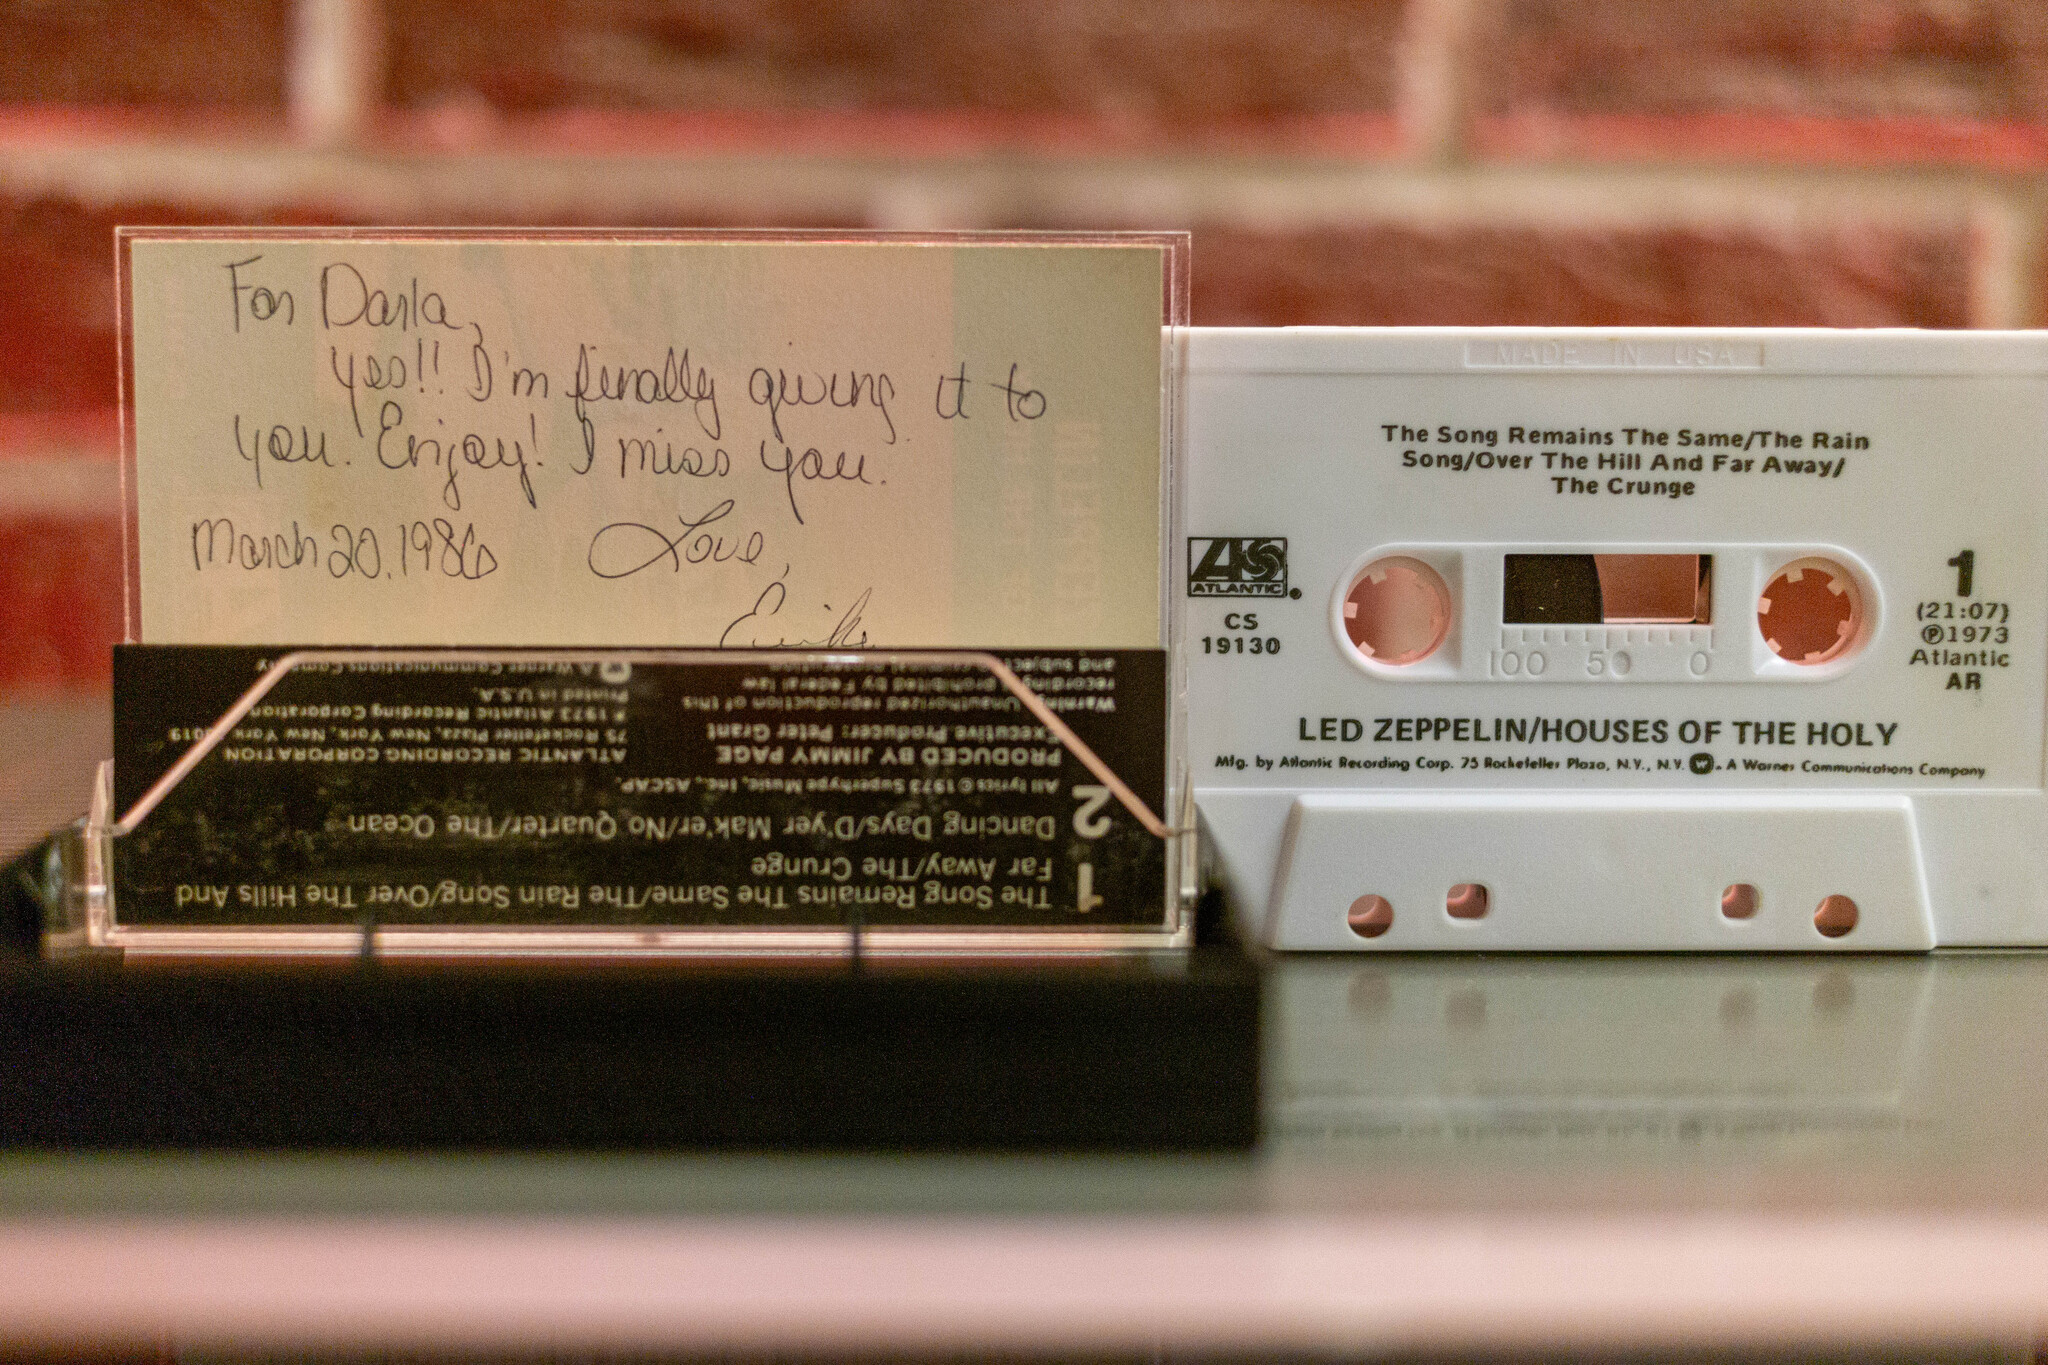 For Darla,
Yes!! I'm finally giving it to
you. Enjoy! I miss you.
March 20, 1986 Love,
Erika
and subject to
recording prohibited by Federal law
Warning: Unauthorized reproduction of this
Executive Producer: Peter Grant
PRODUCED BY JIMMY PAGE
A Warner Communications Company
Printed in U.S.A.
℗ 1973 Atlantic Recording Corporation
75 Rockefeller Plaza, New York, New York
ATLANTIC RECORDING CORPORATION
All lyrics © 1973 Superhype Music, Inc., ASCAP.
2
Dancing Days/D'yer Mak'er/No Quarter/The Ocean
1
The Song Remains The Same/The Rain Song/Over The Hills And
Far Away/The Crunge
MADE IN USA
The Song Remains The Same/The Rain
Song/Over The Hill And Far Away/
The Crunge
ATLANTIC
CS
19130
100 50 0
1
(21:07)
℗1973
Atlantic
AR
LED ZEPPELIN/HOUSES OF THE HOLY
Mfg. by Atlantic Recording Corp. 75 Rockefeller Plaza, N.Y., N.Y. W. A Warner Communications Company